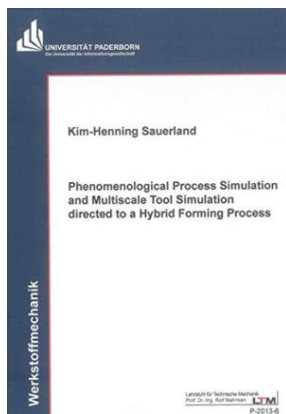 UNIVERSITÄT PADERBORN
Die Universität der Informationsgesellschaft
Kim-Henning Sauerland
Phenomenological Process Simulation
and Multiscale Tool Simulation
directed to a Hybrid Forming Process
Werkstoffmechanik
Lehrstuhl für Technische Mechanik
Prof. Dr.-Ing. Rolf Mahnken
LTM
P-2013-6